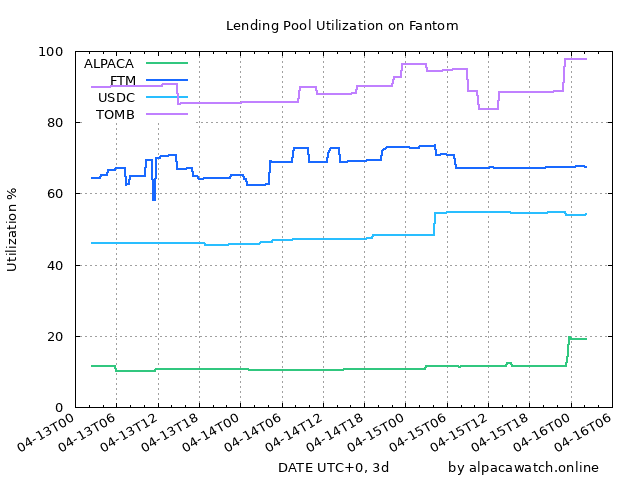 Lending Pool Utilization on Fantom
Utilization %
100
80
60
40
20
0
ALPACA
FTM
USDC
TOMB
04-13T00
04-13T06
04-13T12
04-13T18
04-14T00
04-14T06
04-14T12
04-14T18
04-15T00
04-15T06
04-15T12
04-15T18
04-16T00
04-16T06
DATE UTC+0, 3d
by alpacawatch.online